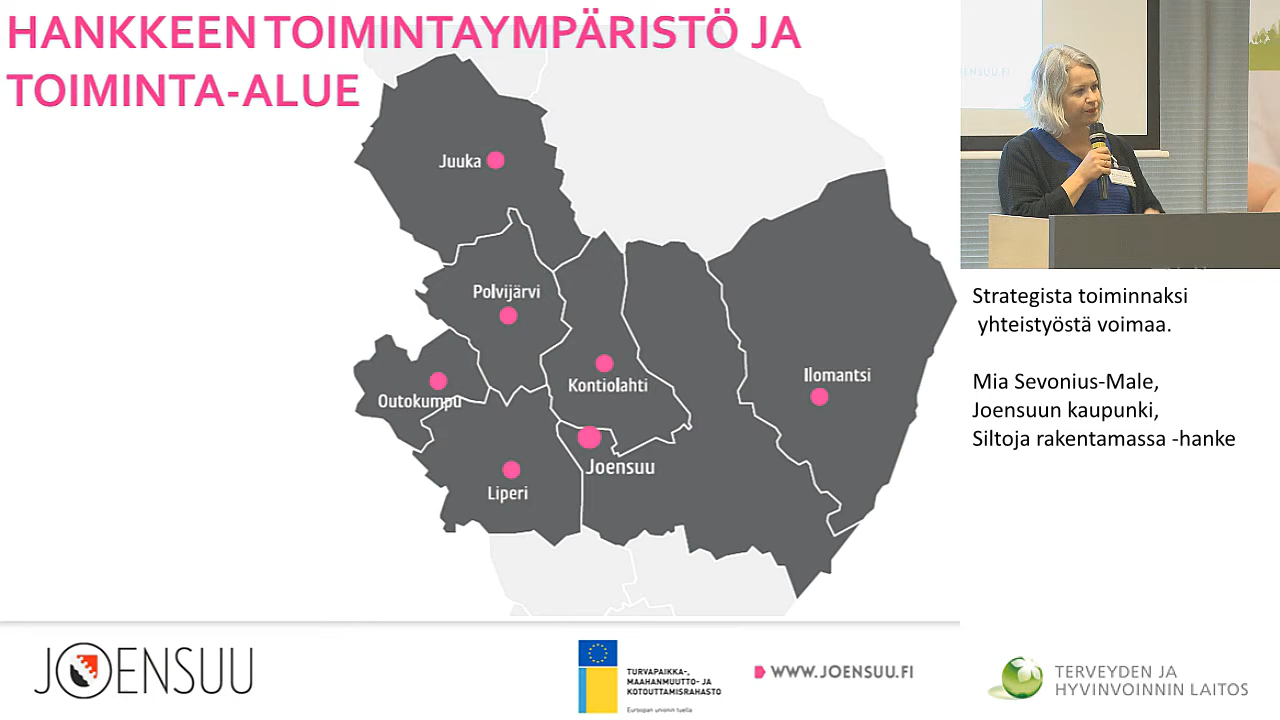 HANKKEEN TOIMINTAYMPÄRISTÖ JA
TOIMINTA-ALUE
Juuka
Polvijärvi
Outokumpu
Kontiolahti
Ilomantsi
Joensuu
Liperi
Strategista toiminnaksi
yhteistyöstä voimaa.
Mia Sevonius-Male,
Joensuun kaupunki,
Siltoja rakentamassa -hanke
JOENSUU
TURVAPAIKKA-,
MAAHANMUUTTO- JA
KOTOUTTAMISRAHASTO
Euroopan unionin tuella
WWW.JOENSUU.FI
TERVEYDEN JA
HYVINVOINNIN LAITOS